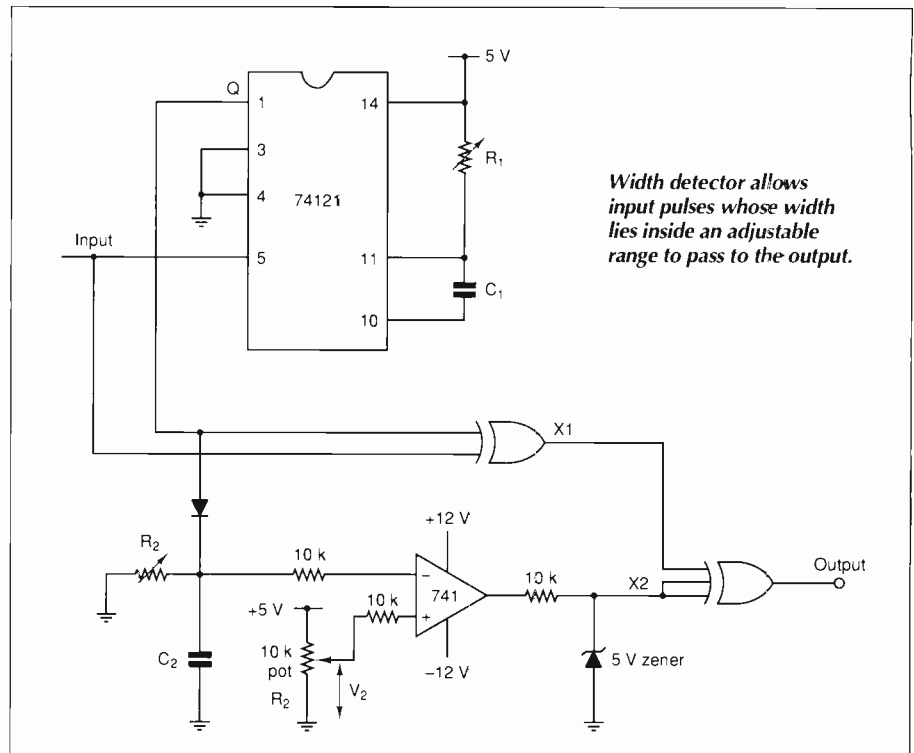 5 V
Q
1
14
3
R1
4
74121
Width detector allows
input pulses whose width
lies inside an adjustable
range to pass to the output.
Input
5
11
C1
10
X1
+12 V
R2
10 k
−
741
10 k
X2
Output
10 k
+
+5 V
10 k
pot
R2
V2
−12 V
5 V zener
C2